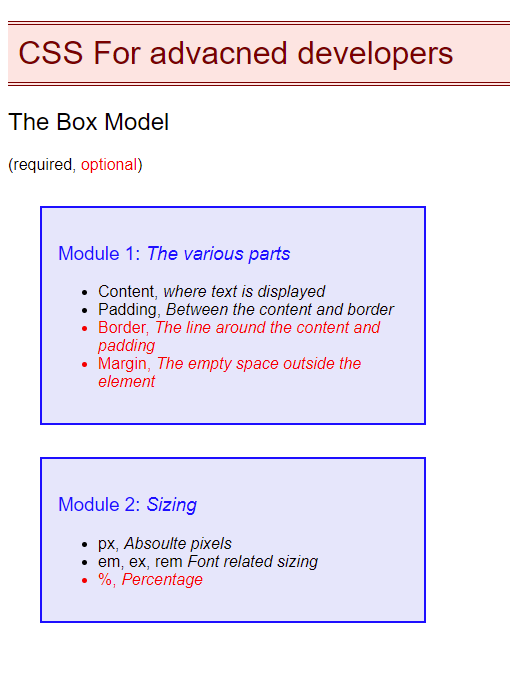 CSS For advacned developers
The Box Model
(required, optional)
Module 1: The various parts
Content, where text is displayed
Padding, Between the content and border
Border, The line around the content and
padding
Margin, The empty space outside the
element
Module 2: Sizing
px, Absoulte pixels
em, ex, rem Font related sizing
%, Percentage